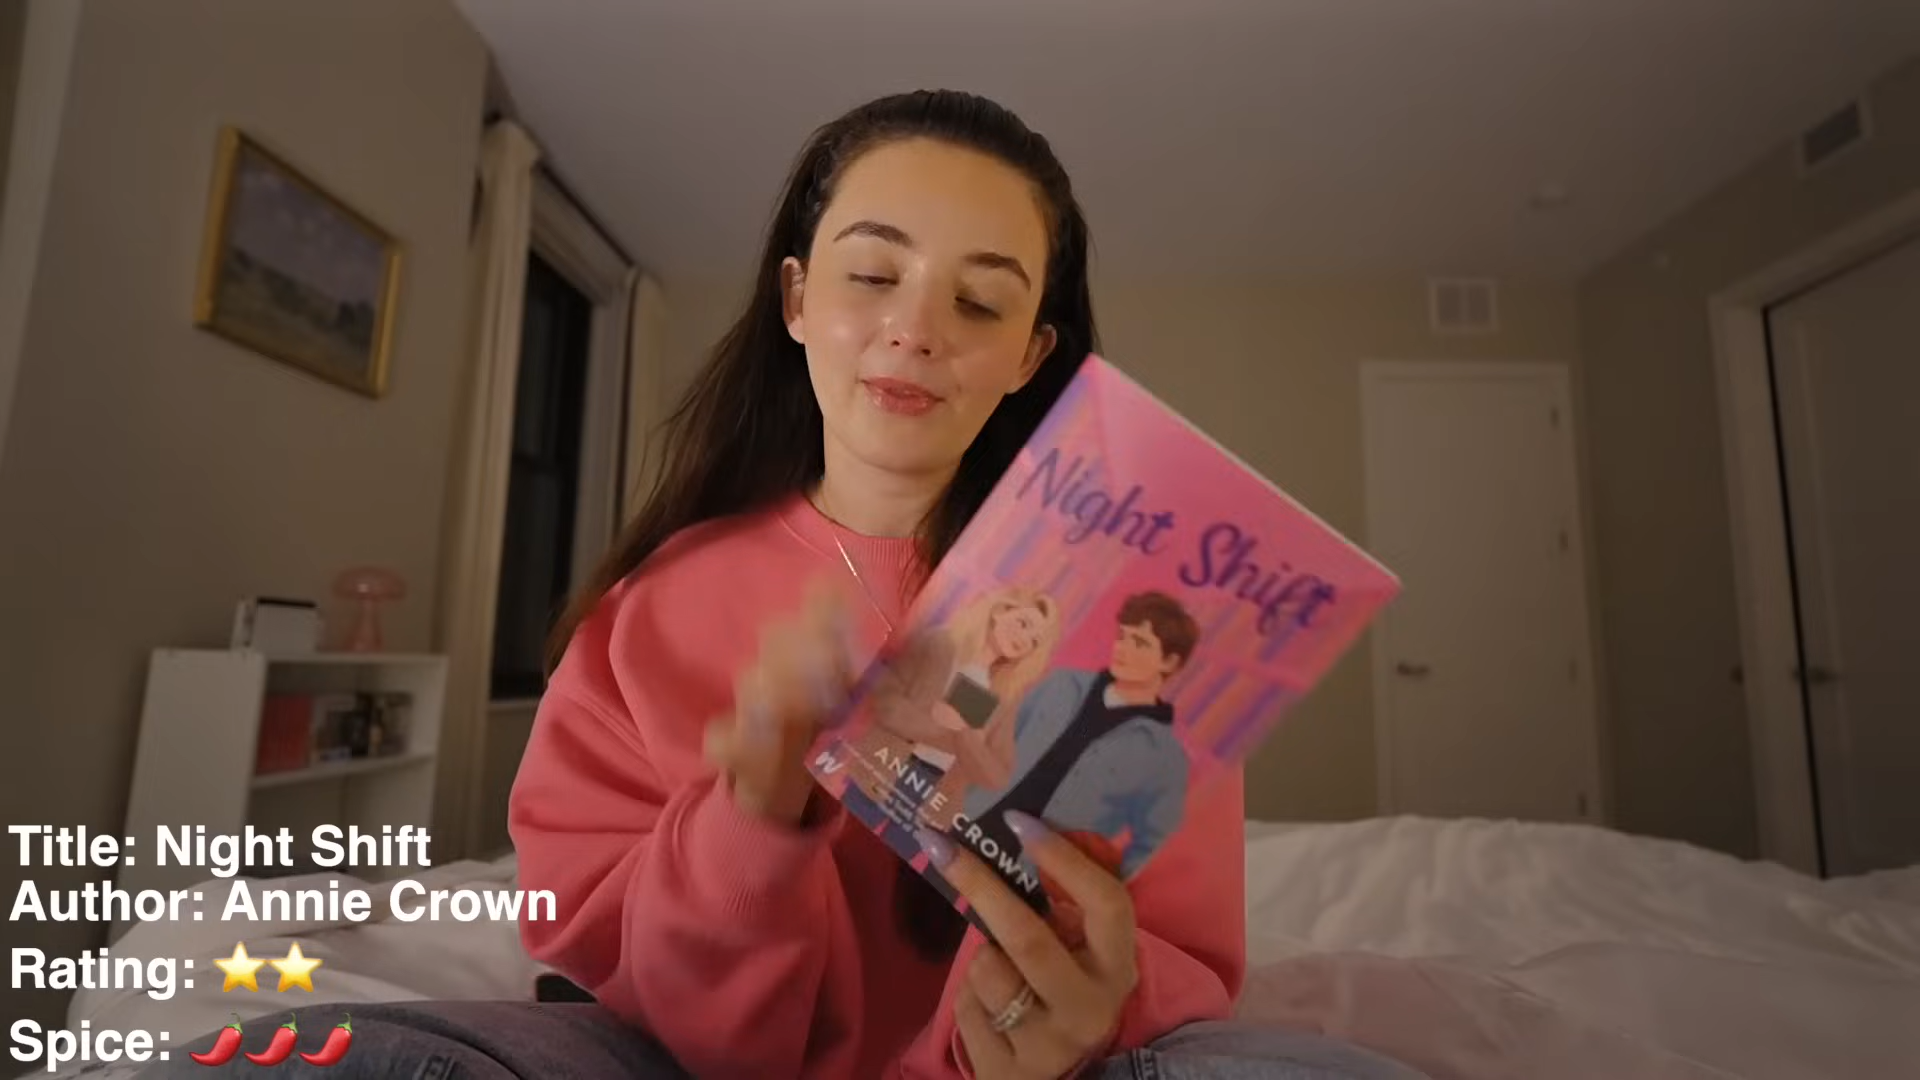 Night Shift
ANNIE CROWN
Title: Night Shift
Author: Annie Crown
Rating: ⭐⭐
Spice: 🌶🌶🌶